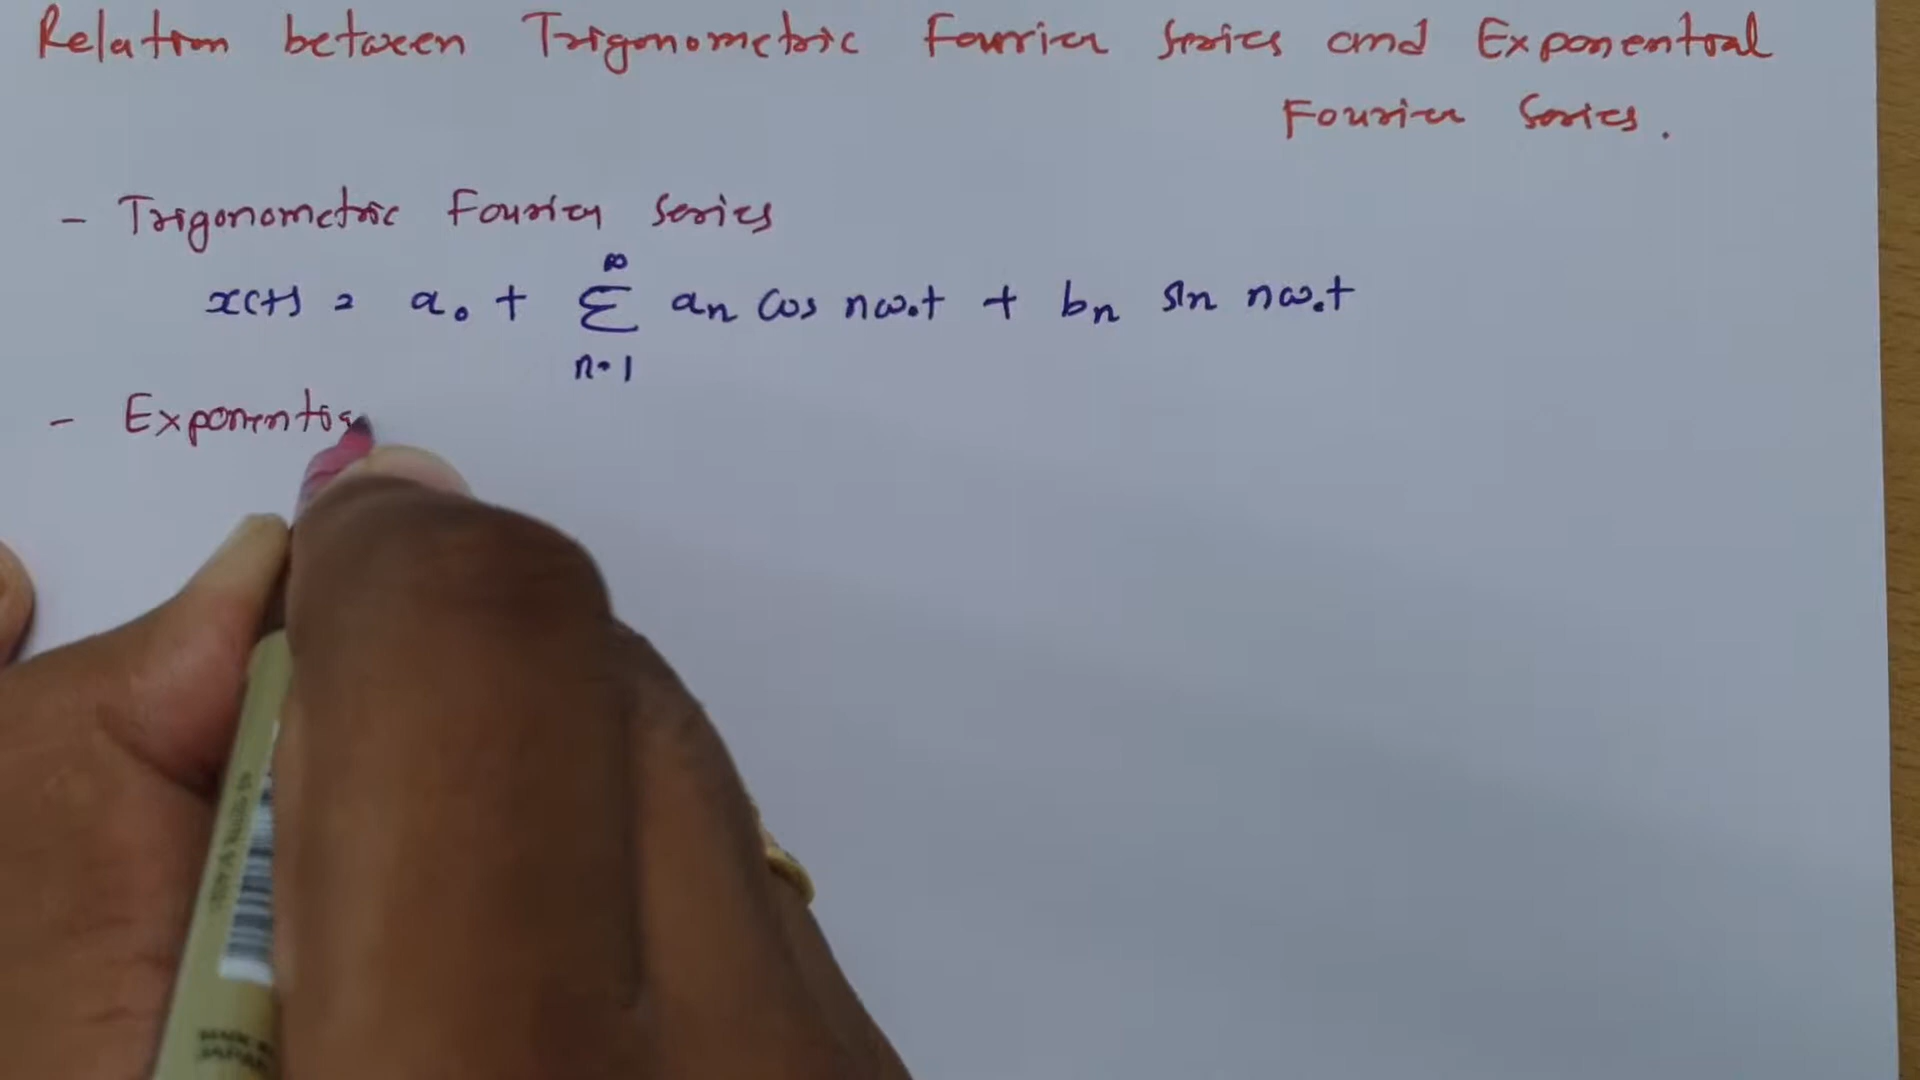 Relation between Trigonometric Fourier Series and Exponential
Fourier Series.
- Trigonometric Fourier Series
x(t) = a₀ + Σ aₙ cos nω₀t + bₙ sin nω₀t
∞
n=1
- Exponentia